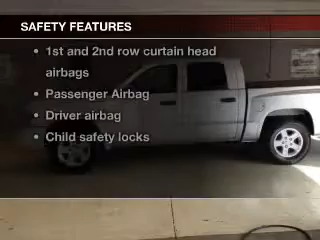 SAFETY FEATURES
• 1st and 2nd row curtain head
airbags
• Passenger Airbag
• Driver airbag
• Child safety locks